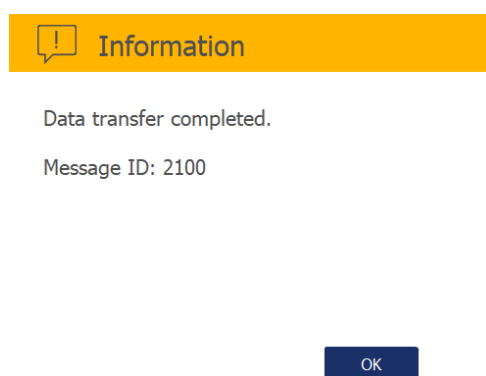 Information
Data transfer completed.
Message ID: 2100
OK